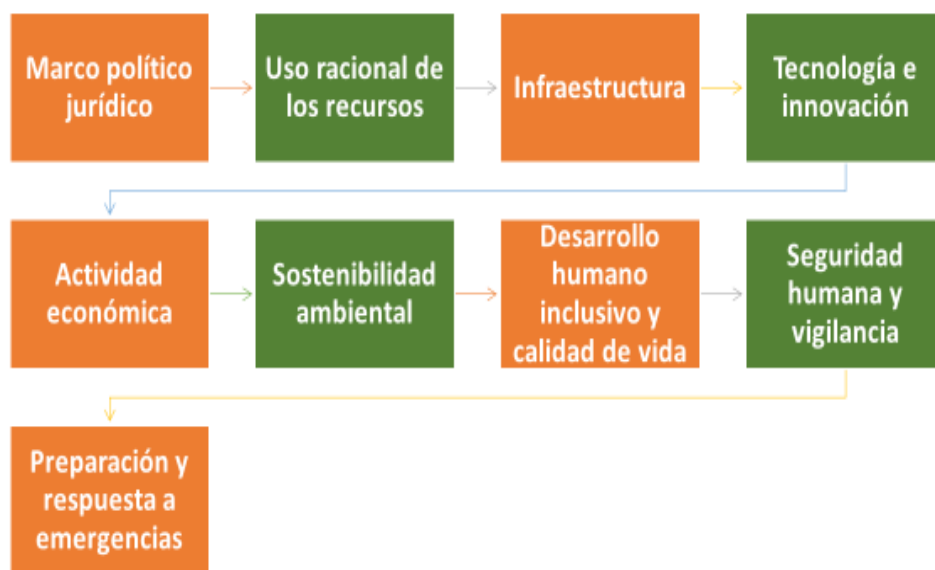 Marco político
jurídico
Uso racional de
los recursos
Infraestructura
Tecnología e
innovación
Actividad
económica
Sostenibilidad
ambiental
Desarrollo
humano
inclusivo y
calidad de vida
Seguridad
humana y
vigilancia
Preparación y
respuesta a
emergencias